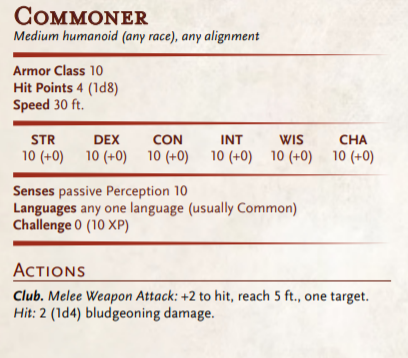 Commoner
Medium humanoid (any race), any alignment
Armor Class 10
Hit Points 4 (1d8)
Speed 30 ft.
STR DEX CON INT WIS CHA
10 (+0) 10 (+0) 10 (+0) 10 (+0) 10 (+0) 10 (+0)
Senses passive Perception 10
Languages any one language (usually Common)
Challenge 0 (10 XP)
Actions
Club. Melee Weapon Attack: +2 to hit, reach 5 ft., one target.
Hit: 2 (1d4) bludgeoning damage.